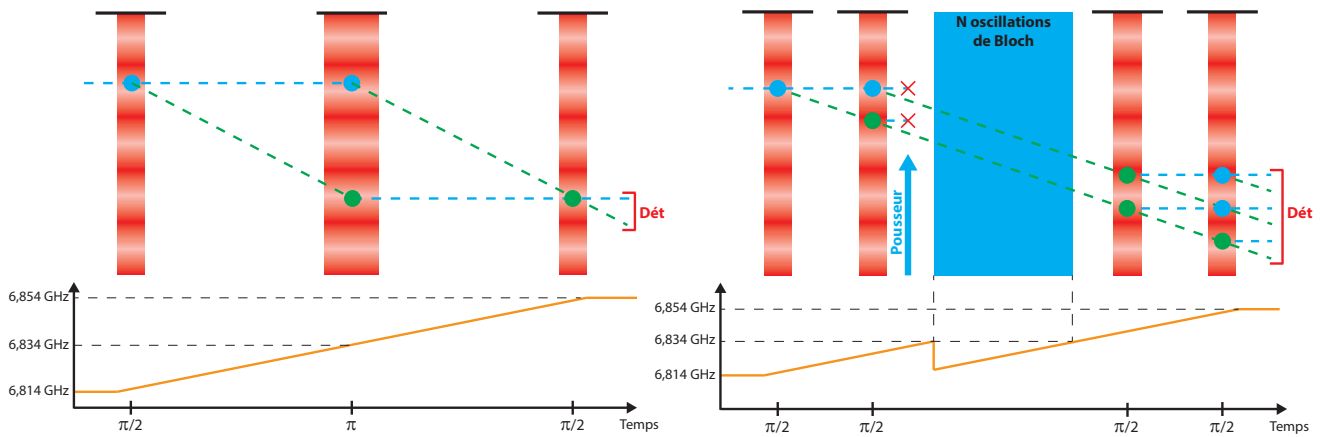 Dét
6,854 GHz
6,834 GHz
6,814 GHz
π/2
π
π/2
Temps
N oscillations
de Bloch
Pousseur
Dét
6,854 GHz
6,834 GHz
6,814 GHz
π/2
π/2
π/2
π/2
Temps